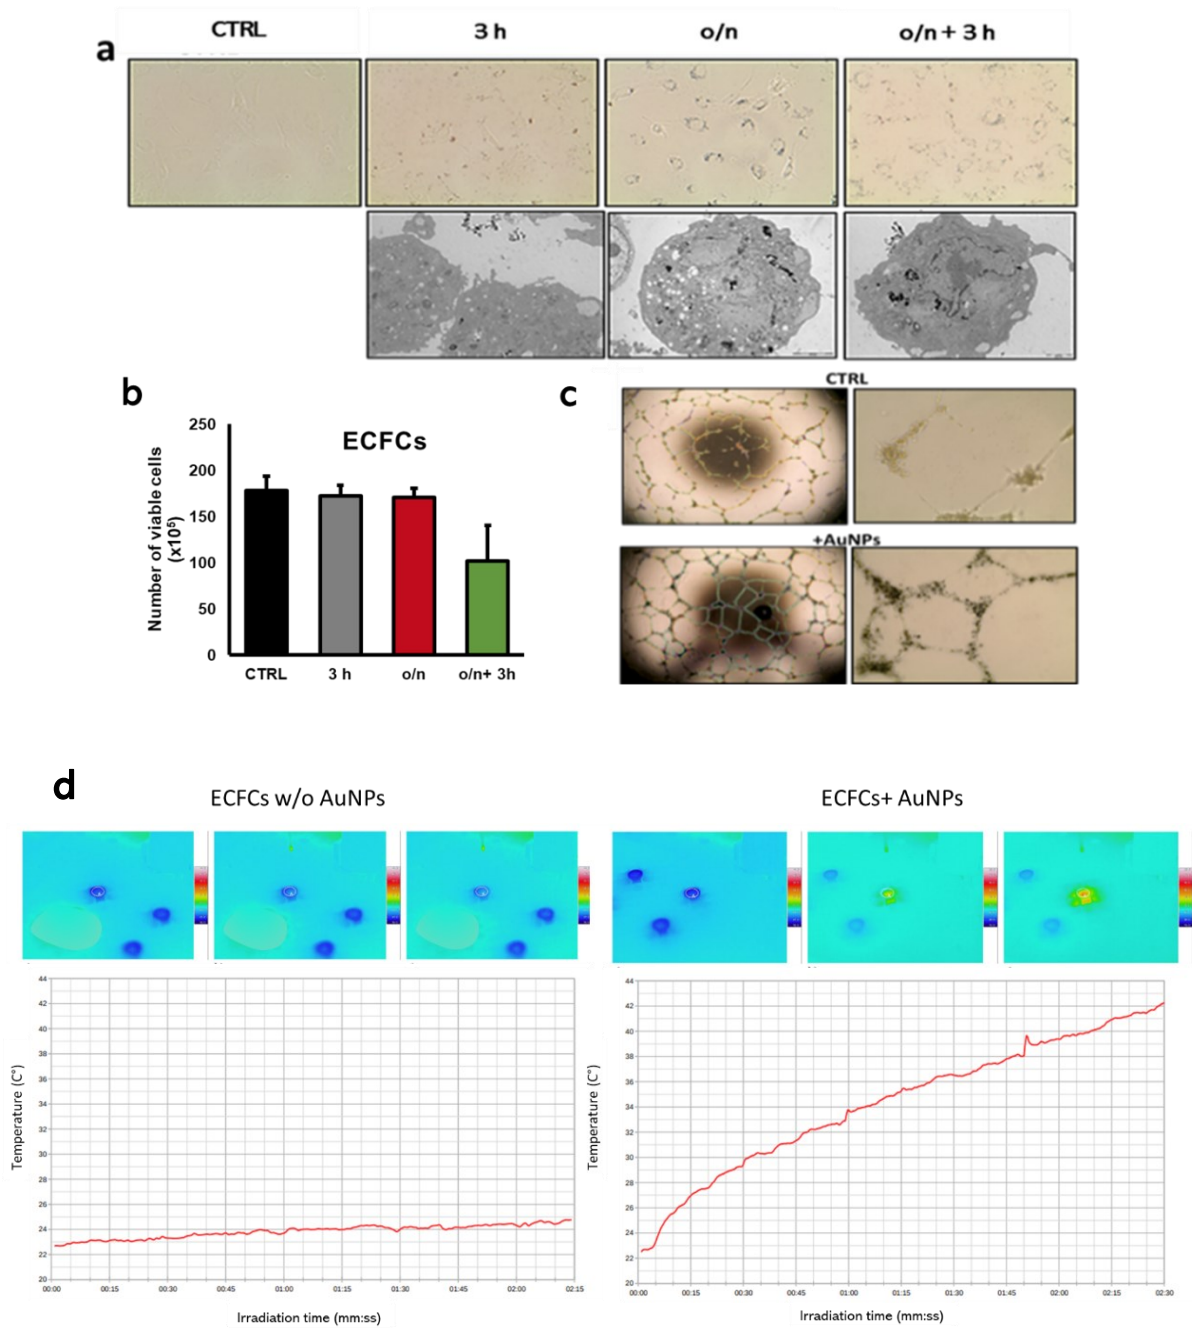 a
CTRL
3 h
o/n
o/n + 3 h
b
ECFCs
Number of viable cells
(x10⁵)
250
200
150
100
50
0
CTRL
3 h
o/n
o/n+ 3h
c
CTRL
+AuNPs
d
ECFCs w/o AuNPs
ECFCs+ AuNPs
Temperature (C°)
44
42
40
38
36
34
32
30
28
26
24
22
20
00:00 00:15 00:30 00:45 01:00 01:15 01:30 01:45 02:00 02:15
Irradiation time (mm:ss)
Temperature (C°)
44
42
40
38
36
34
32
30
28
26
24
22
20
00:00 00:15 00:30 00:45 01:00 01:15 01:30 01:45 02:00 02:15 02:30
Irradiation time (mm:ss)